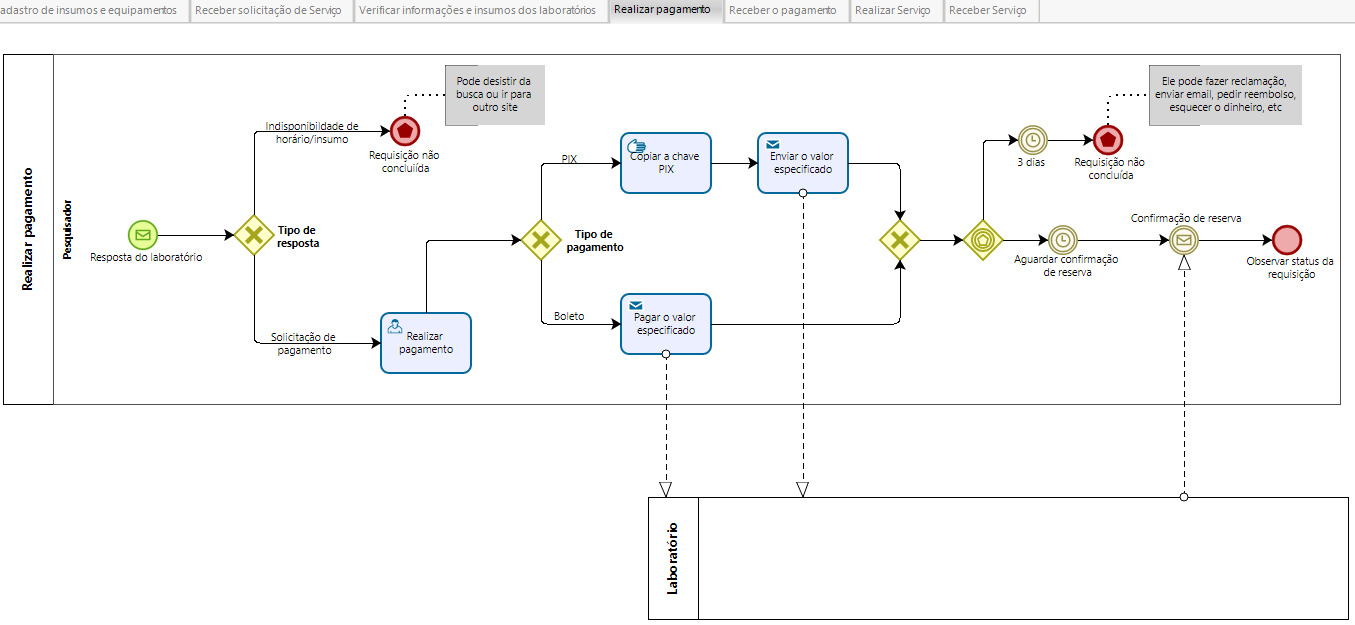 adastro de insumos e equipamentos
Receber solicitação de Serviço
Verificar informações e insumos dos laboratórios
Realizar pagamento
Receber o pagamento
Realizar Serviço
Receber Serviço
Realizar pagamento
Pesquisador
Resposta do laboratório
Tipo de
resposta
Indisponibildade de
horário/insumo
Requisição não
concluíida
Pode desistir da
busca ou ir para
outro site
Solicitação de
pagamento
Realizar
pagamento
Tipo de
pagamento
PIX
Copiar a chave
PIX
Enviar o valor
especificado
Boleto
Pagar o valor
especificado
3 dias
Requisição não
concluída
Ele pode fazer reclamação,
enviar email, pedir reembolso,
esquecer o dinheiro, etc
Aguardar confirmação
de reserva
Confirmação de reserva
Observar status da
requisição
Laboratório